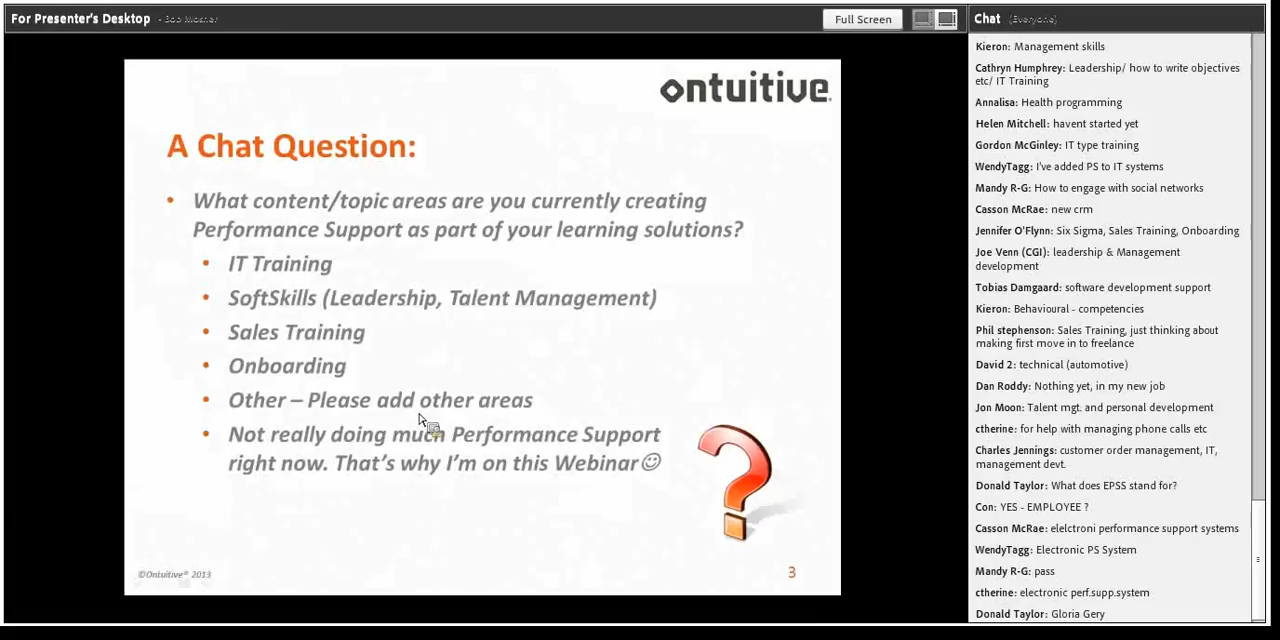 For Presenter's Desktop - Bob Mosher
Full Screen
ontuitive
A Chat Question:
• What content/topic areas are you currently creating
Performance Support as part of your learning solutions?
• IT Training
• SoftSkills (Leadership, Talent Management)
• Sales Training
• Onboarding
• Other – Please add other areas
• Not really doing much Performance Support
right now. That's why I'm on this Webinar☺
©Ontuitive® 2013
3
Chat (Everyone)
Kieron: Management skills
Cathryn Humphrey: Leadership/ how to write objectives
etc/ IT Training
Annalisa: Health programming
Helen Mitchell: havent started yet
Gordon McGinley: IT type training
WendyTagg: I've added PS to IT systems
Mandy R-G: How to engage with social networks
Casson McRae: new crm
Jennifer O'Flynn: Six Sigma, Sales Training, Onboarding
Joe Venn (CGI): leadership & Management
development
Tobias Damgaard: software development support
Kieron: Behavioural - competencies
Phil stephenson: Sales Training, just thinking about
making first move in to freelance
David 2: technical (automotive)
Dan Roddy: Nothing yet, in my new job
Jon Moon: Talent mgt. and personal development
ctherine: for help with managing phone calls etc
Charles Jennings: customer order management, IT,
management devt.
Donald Taylor: What does EPSS stand for?
Con: YES - EMPLOYEE ?
Casson McRae: elelctroni performance support systems
WendyTagg: Electronic PS System
Mandy R-G: pass
ctherine: electronic perf.supp.system
Donald Taylor: Gloria Gery